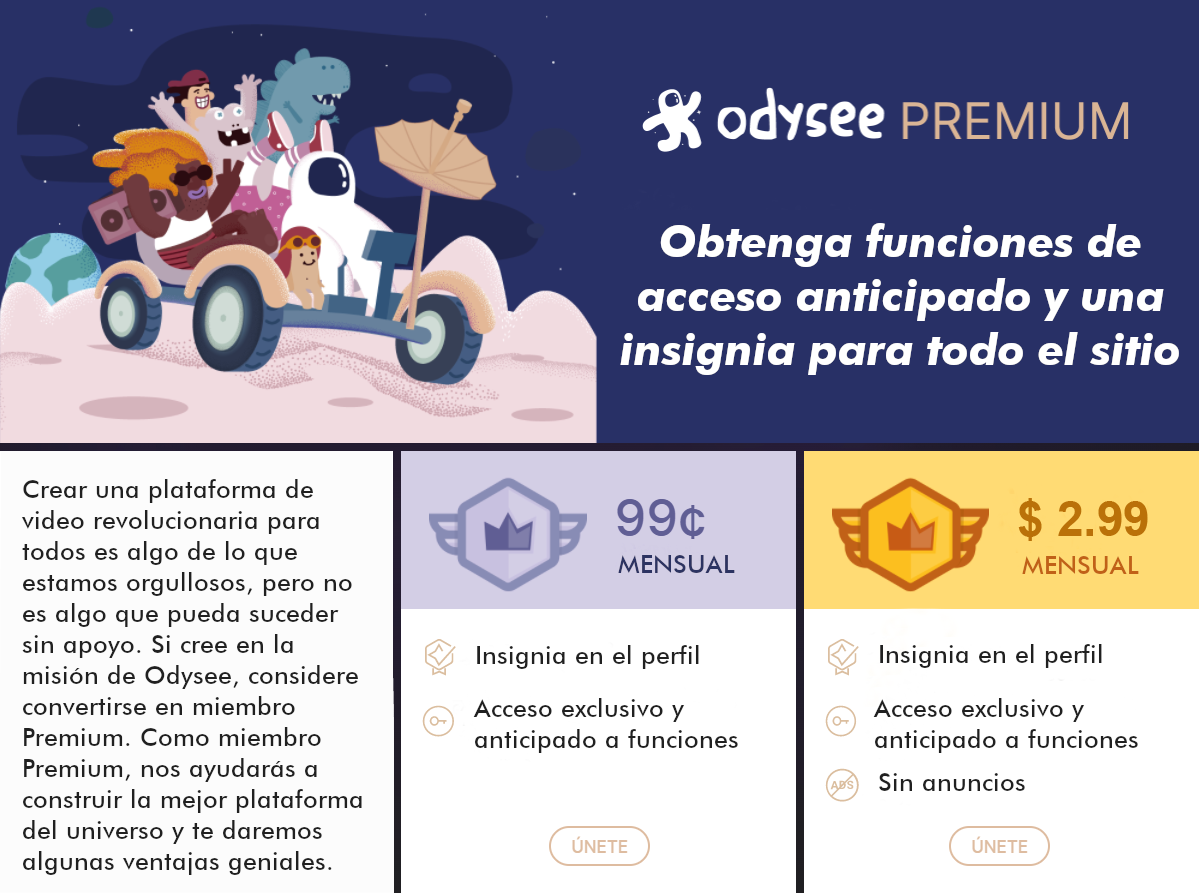 odysee PREMIUM
Obtenga funciones de
acceso anticipado y una
insignia para todo el sitio
Crear una plataforma de
video revolucionaria para
todos es algo de lo que
estamos orgullosos, pero no
es algo que pueda suceder
sin apoyo. Si cree en la
misión de Odysee, considere
convertirse en miembro
Premium. Como miembro
Premium, nos ayudarás a
construir la mejor plataforma
del universo y te daremos
algunas ventajas geniales.
99¢
MENSUAL
Insignia en el perfil
Acceso exclusivo y
anticipado a funciones
ÚNETE
$ 2.99
MENSUAL
Insignia en el perfil
Acceso exclusivo y
anticipado a funciones
ADS
Sin anuncios
ÚNETE